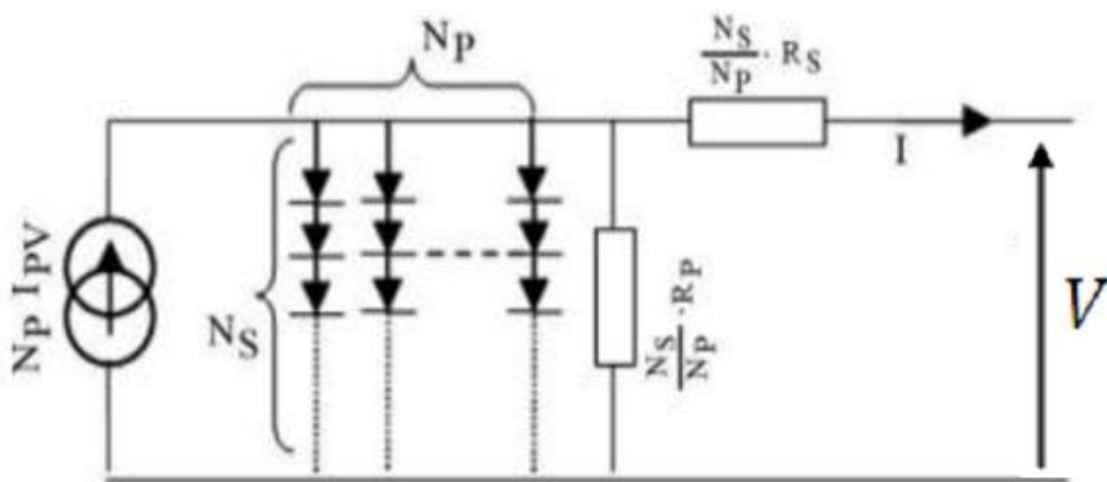 N_P
N_S/N_P · R_S
I
N_P I_PV
N_S
N_S/N_P · R_P
V